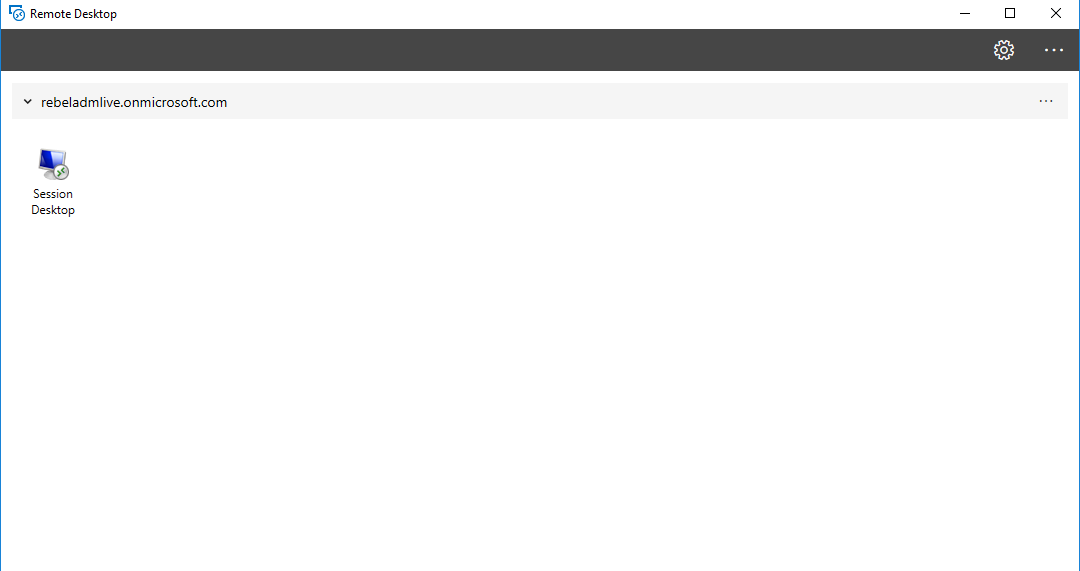 Remote Desktop
rebeladmlive.onmicrosoft.com
Session
Desktop